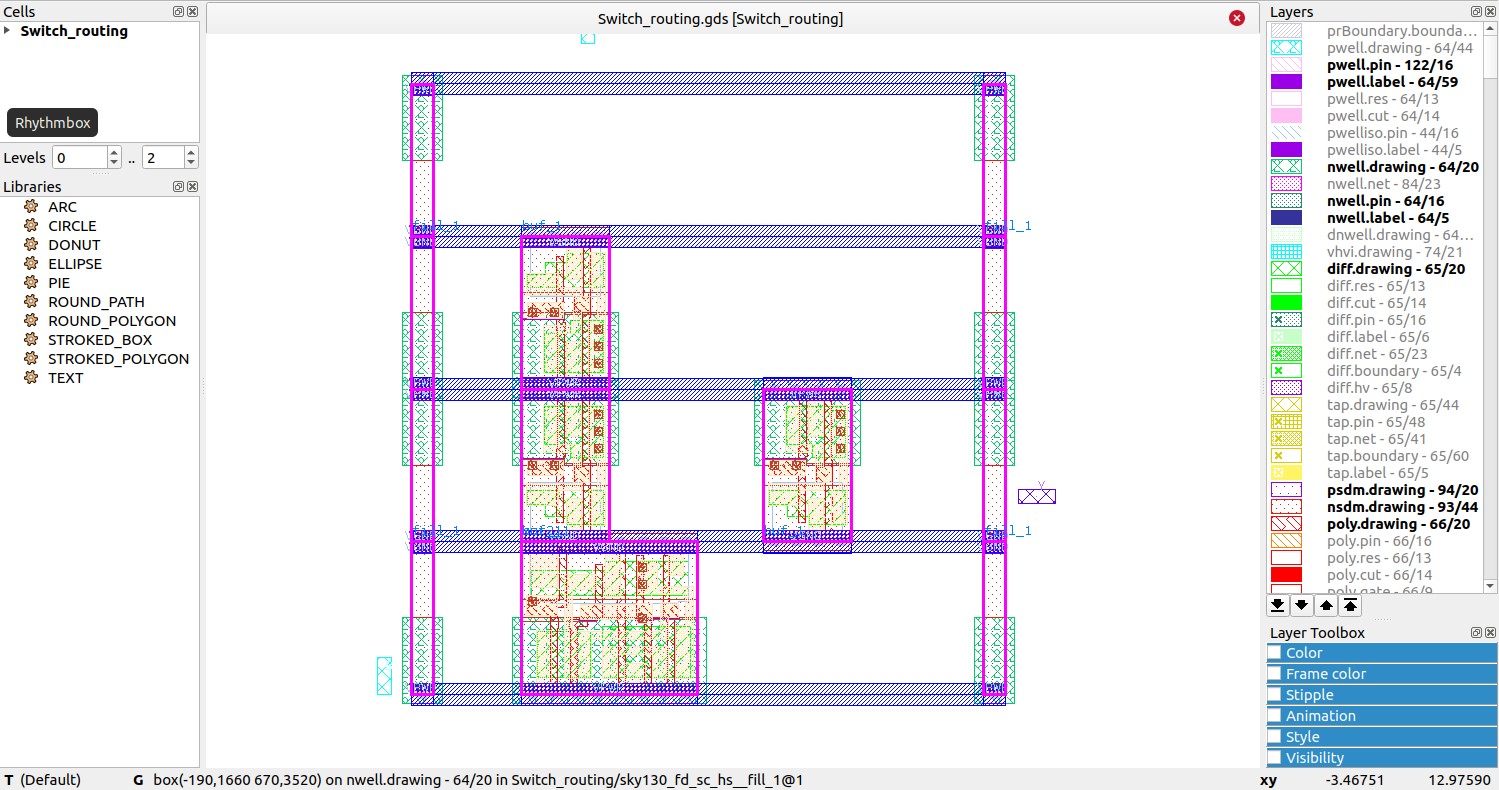 Cells
Switch_routing.gds [Switch_routing]
Layers
Switch_routing
Rhythmbox
Levels 0 .. 2
Libraries
ARC
CIRCLE
DONUT
ELLIPSE
PIE
ROUND_PATH
ROUND_POLYGON
STROKED_BOX
STROKED_POLYGON
TEXT
fill_1
buf_1
fill_1
fill_1
buf_1
fill_1
prBoundary.bounda...
pwell.drawing - 64/44
pwell.pin - 122/16
pwell.label - 64/59
pwell.res - 64/13
pwell.cut - 64/14
pwelliso.pin - 44/16
pwelliso.label - 44/5
nwell.drawing - 64/20
nwell.net - 84/23
nwell.pin - 64/16
nwell.label - 64/5
dnwell.drawing - 64...
vhvi.drawing - 74/21
diff.drawing - 65/20
diff.res - 65/13
diff.cut - 65/14
diff.pin - 65/16
diff.label - 65/6
diff.net - 65/23
diff.boundary - 65/4
diff.hv - 65/8
tap.drawing - 65/44
tap.pin - 65/48
tap.net - 65/41
tap.boundary - 65/60
tap.label - 65/5
psdm.drawing - 94/20
nsdm.drawing - 93/44
poly.drawing - 66/20
poly.pin - 66/16
poly.res - 66/13
poly.cut - 66/14
poly.gate - 66/9
Layer Toolbox
Color
Frame color
Stipple
Animation
Style
Visibility
T (Default) G box(-190,1660 670,3520) on nwell.drawing - 64/20 in Switch_routing/sky130_fd_sc_hs__fill_1@1 xy -3.46751 12.97590